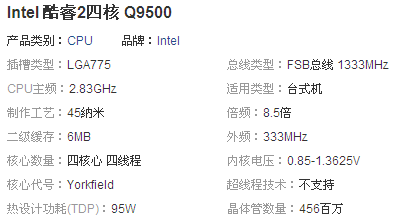 Intel 酷睿2四核 Q9500
产品类别：CPU 品牌：Intel
插槽类型：LGA775 总线类型：FSB总线 1333MHz
CPU主频：2.83GHz 适用类型：台式机
制作工艺：45纳米 倍频：8.5倍
二级缓存：6MB 外频：333MHz
核心数量：四核心 四线程 内核电压：0.85-1.3625V
核心代号：Yorkfield 超线程技术：不支持
热设计功耗(TDP)：95W 晶体管数量：456百万